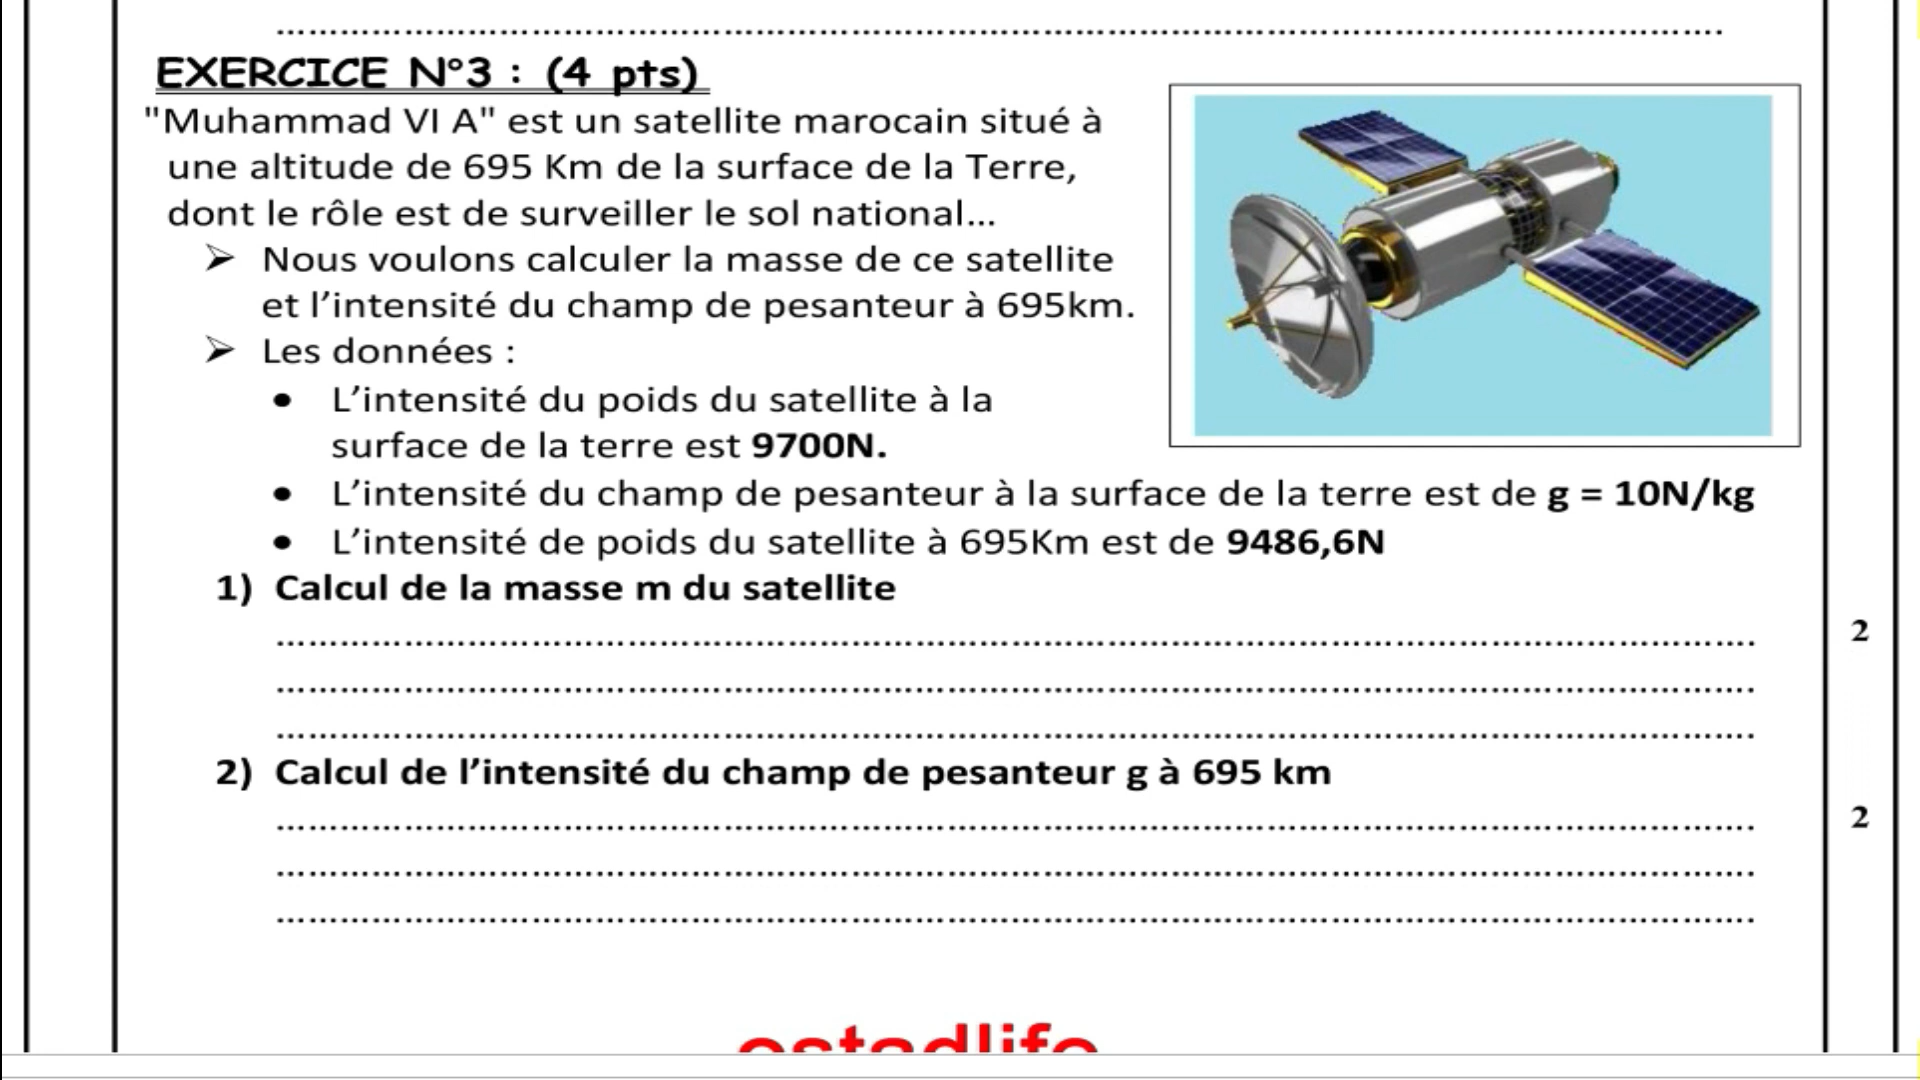 EXERCICE N°3 : (4 pts)
"Muhammad VI A" est un satellite marocain situé à
une altitude de 695 Km de la surface de la Terre,
dont le rôle est de surveiller le sol national...
➢ Nous voulons calculer la masse de ce satellite
et l’intensité du champ de pesanteur à 695km.
➢ Les données :
• L’intensité du poids du satellite à la
surface de la terre est 9700N.
• L’intensité du champ de pesanteur à la surface de la terre est de g = 10N/kg
• L’intensité de poids du satellite à 695Km est de 9486,6N
1) Calcul de la masse m du satellite
2
2) Calcul de l’intensité du champ de pesanteur g à 695 km
2
estadlife